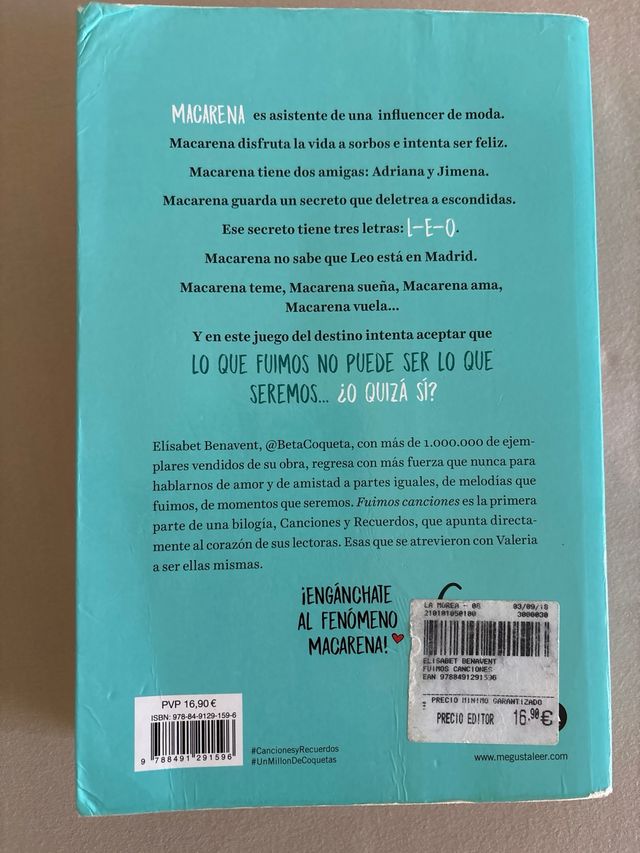 MACARENA es asistente de una influencer de moda.
Macarena disfruta la vida a sorbos e intenta ser feliz.
Macarena tiene dos amigas: Adriana y Jimena.
Macarena guarda un secreto que deletrea a escondidas.
Ese secreto tiene tres letras: L-E-O.
Macarena no sabe que Leo está en Madrid.
Macarena teme, Macarena sueña, Macarena ama,
Macarena vuela...
Y en este juego del destino intenta aceptar que
LO QUE FUIMOS NO PUEDE SER LO QUE
SEREMOS... ¿O QUIZÁ SÍ?
Elísabet Benavent, @BetaCoqueta, con más de 1.000.000 de ejem-
plares vendidos de su obra, regresa con más fuerza que nunca para
hablarnos de amor y de amistad a partes iguales, de melodías que
fuimos, de momentos que seremos. Fuimos canciones es la primera
parte de una bilogía, Canciones y Recuerdos, que apunta directa-
mente al corazón de sus lectoras. Esas que se atrevieron con Valeria
a ser ellas mismas.
¡ENGÁNCHATE
AL FENÓMENO
MACARENA!
LA MOREA - 08 03/09/18
210101050100 3000030
ELISABET BENAVENT
FUIMOS CANCIONES
EAN 9788491291596
PRECIO MINIMO GARANTIZADO
PRECIO EDITOR 16.90€
PVP 16,90 €
ISBN: 978-84-9129-159-6
9 788491 291596
#CancionesyRecuerdos
#UnMillonDeCoquetas
www.megustaleer.com